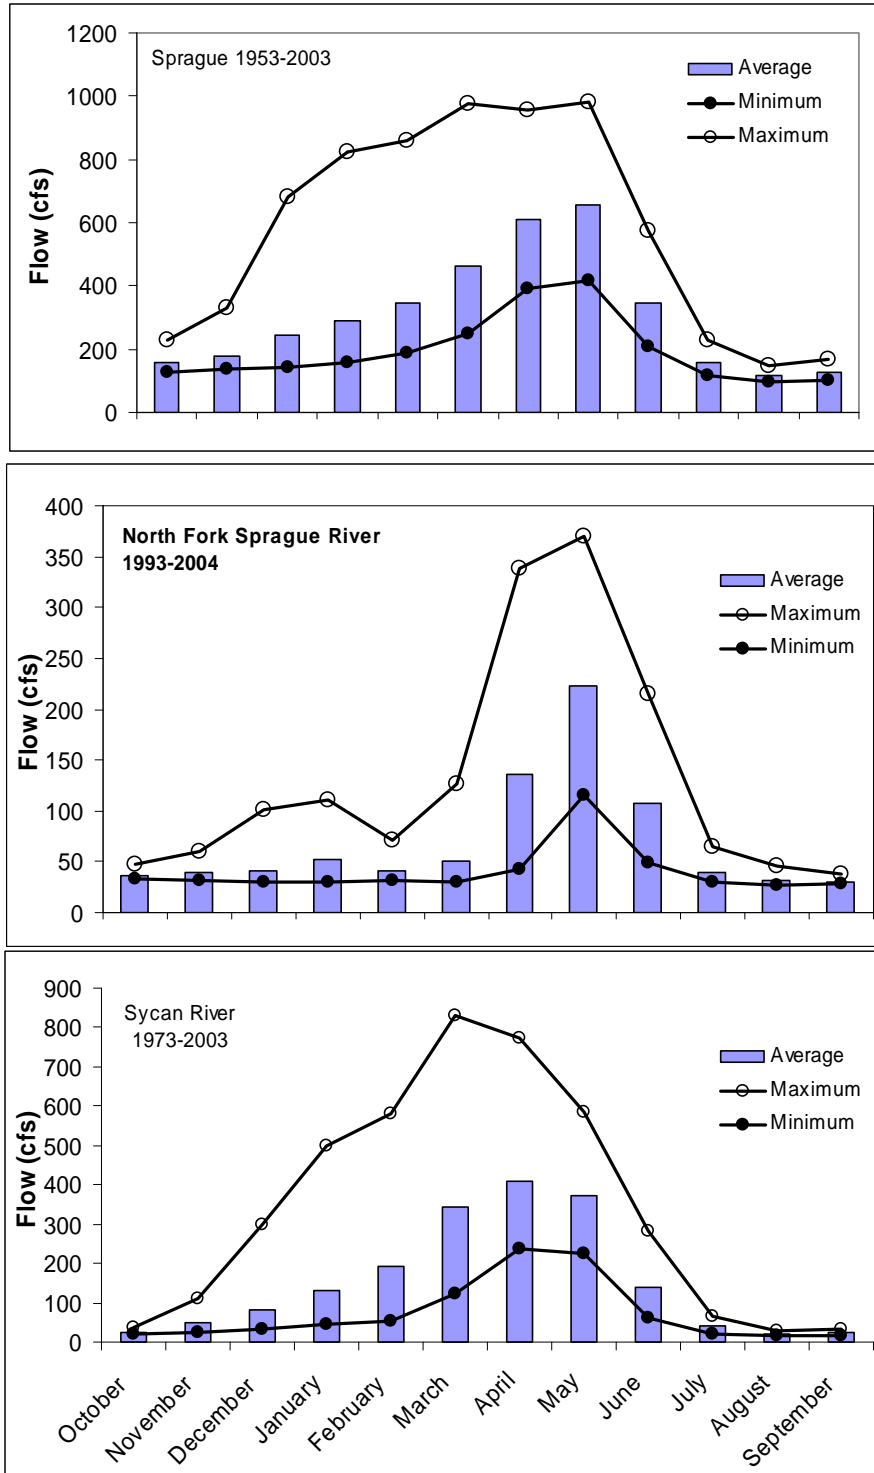 Sprague 1953-2003
Average
Minimum
Maximum
Flow (cfs)
1200
1000
800
600
400
200
0
North Fork Sprague River
1993-2004
Average
Maximum
Minimum
Flow (cfs)
400
350
300
250
200
150
100
50
0
Sycan River
1973-2003
Average
Maximum
Minimum
Flow (cfs)
900
800
700
600
500
400
300
200
100
0
October
November
December
January
February
March
April
May
June
July
August
September